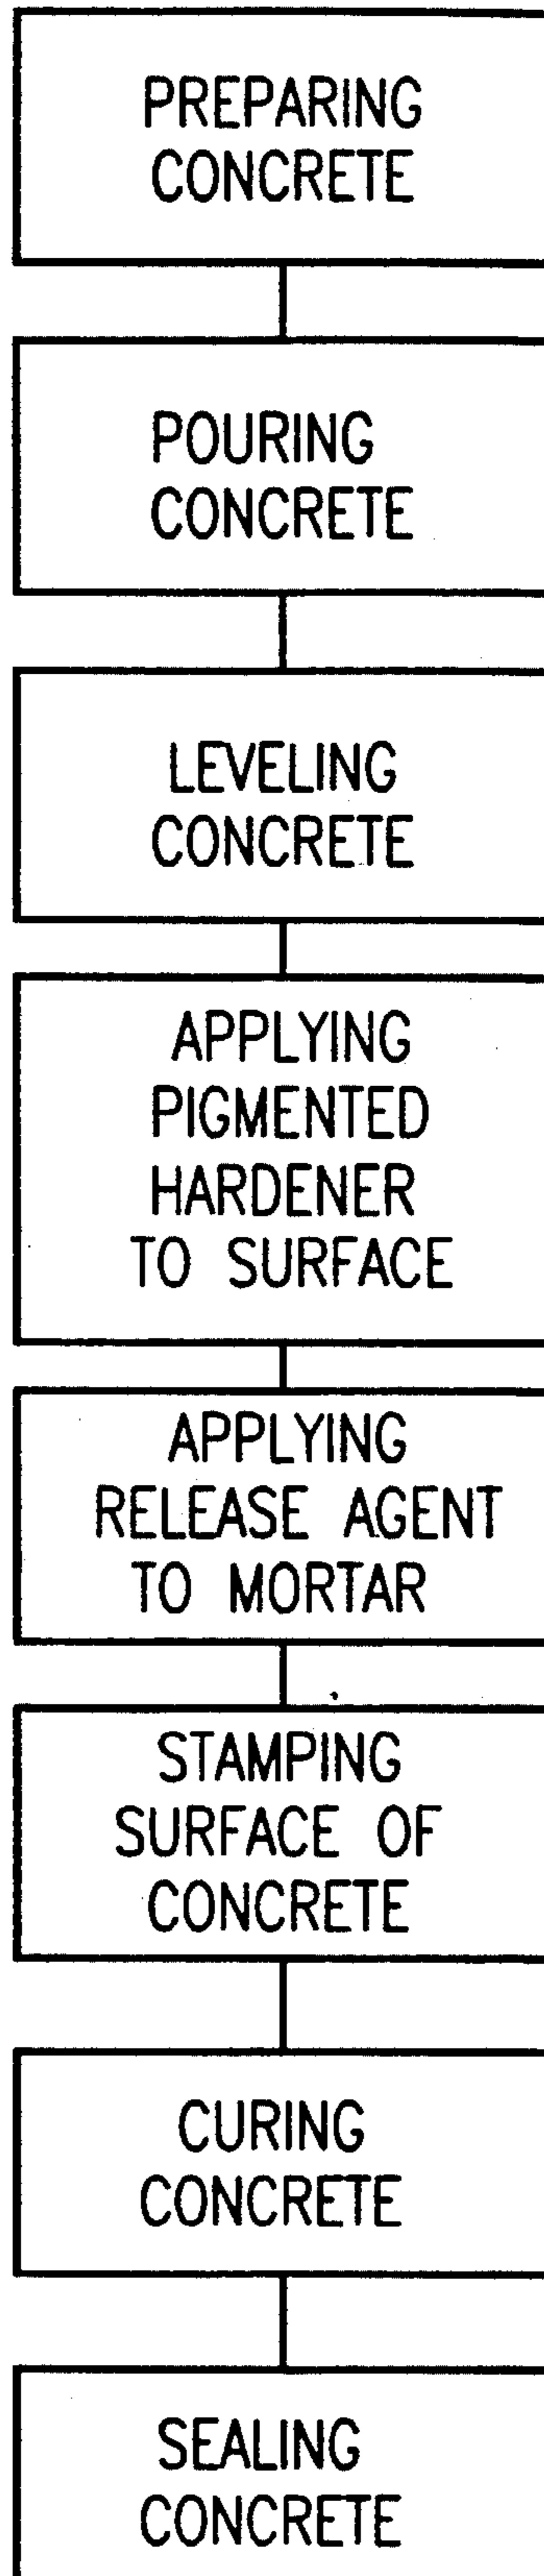 PREPARING
CONCRETE
POURING
CONCRETE
LEVELING
CONCRETE
APPLYING
PIGMENTED
HARDENER
TO SURFACE
APPLYING
RELEASE AGENT
TO MORTAR
STAMPING
SURFACE OF
CONCRETE
CURING
CONCRETE
SEALING
CONCRETE